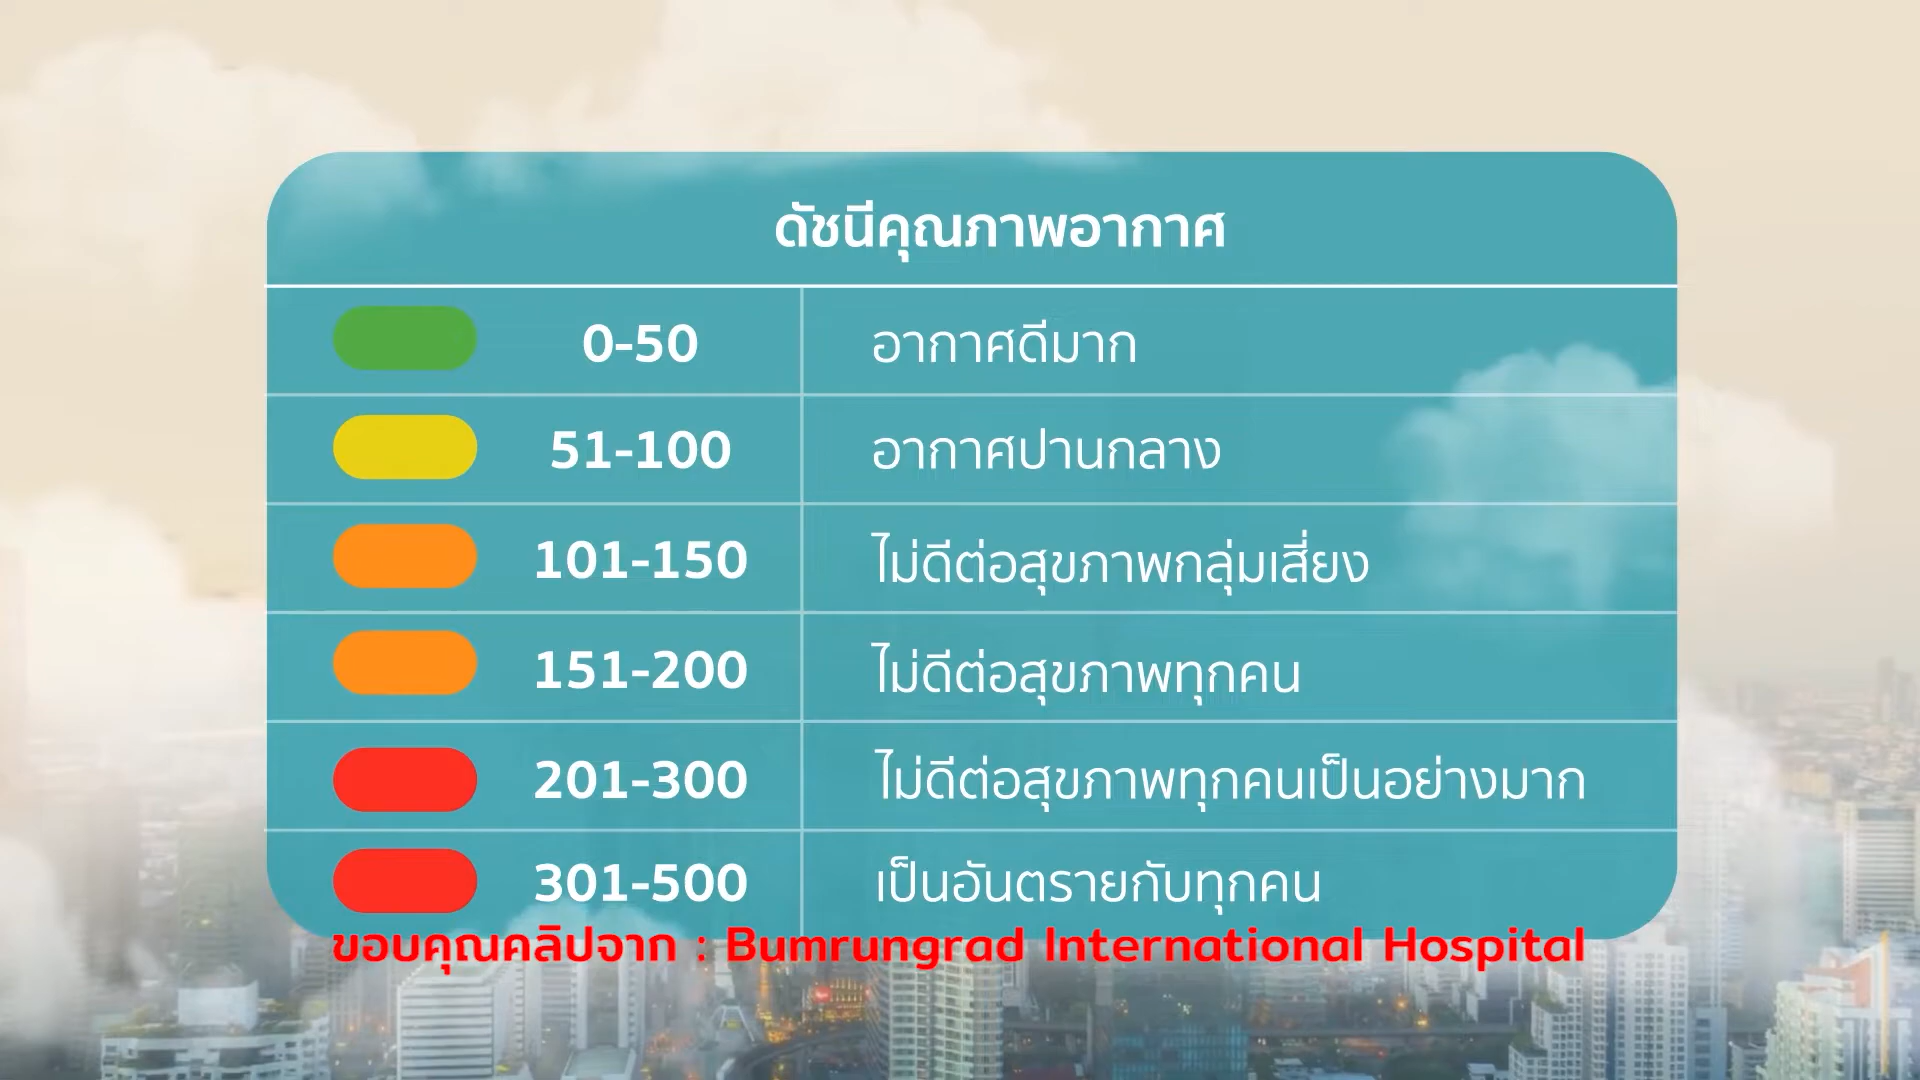 ดัชนีคุณภาพอากาศ
0-50 อากาศดีมาก
51-100 อากาศปานกลาง
101-150 ไม่ดีต่อสุขภาพกลุ่มเสี่ยง
151-200 ไม่ดีต่อสุขภาพทุกคน
201-300 ไม่ดีต่อสุขภาพทุกคนเป็นอย่างมาก
301-500 เป็นอันตรายกับทุกคน
ขอบคุณคลิปจาก : Bumrungrad International Hospital